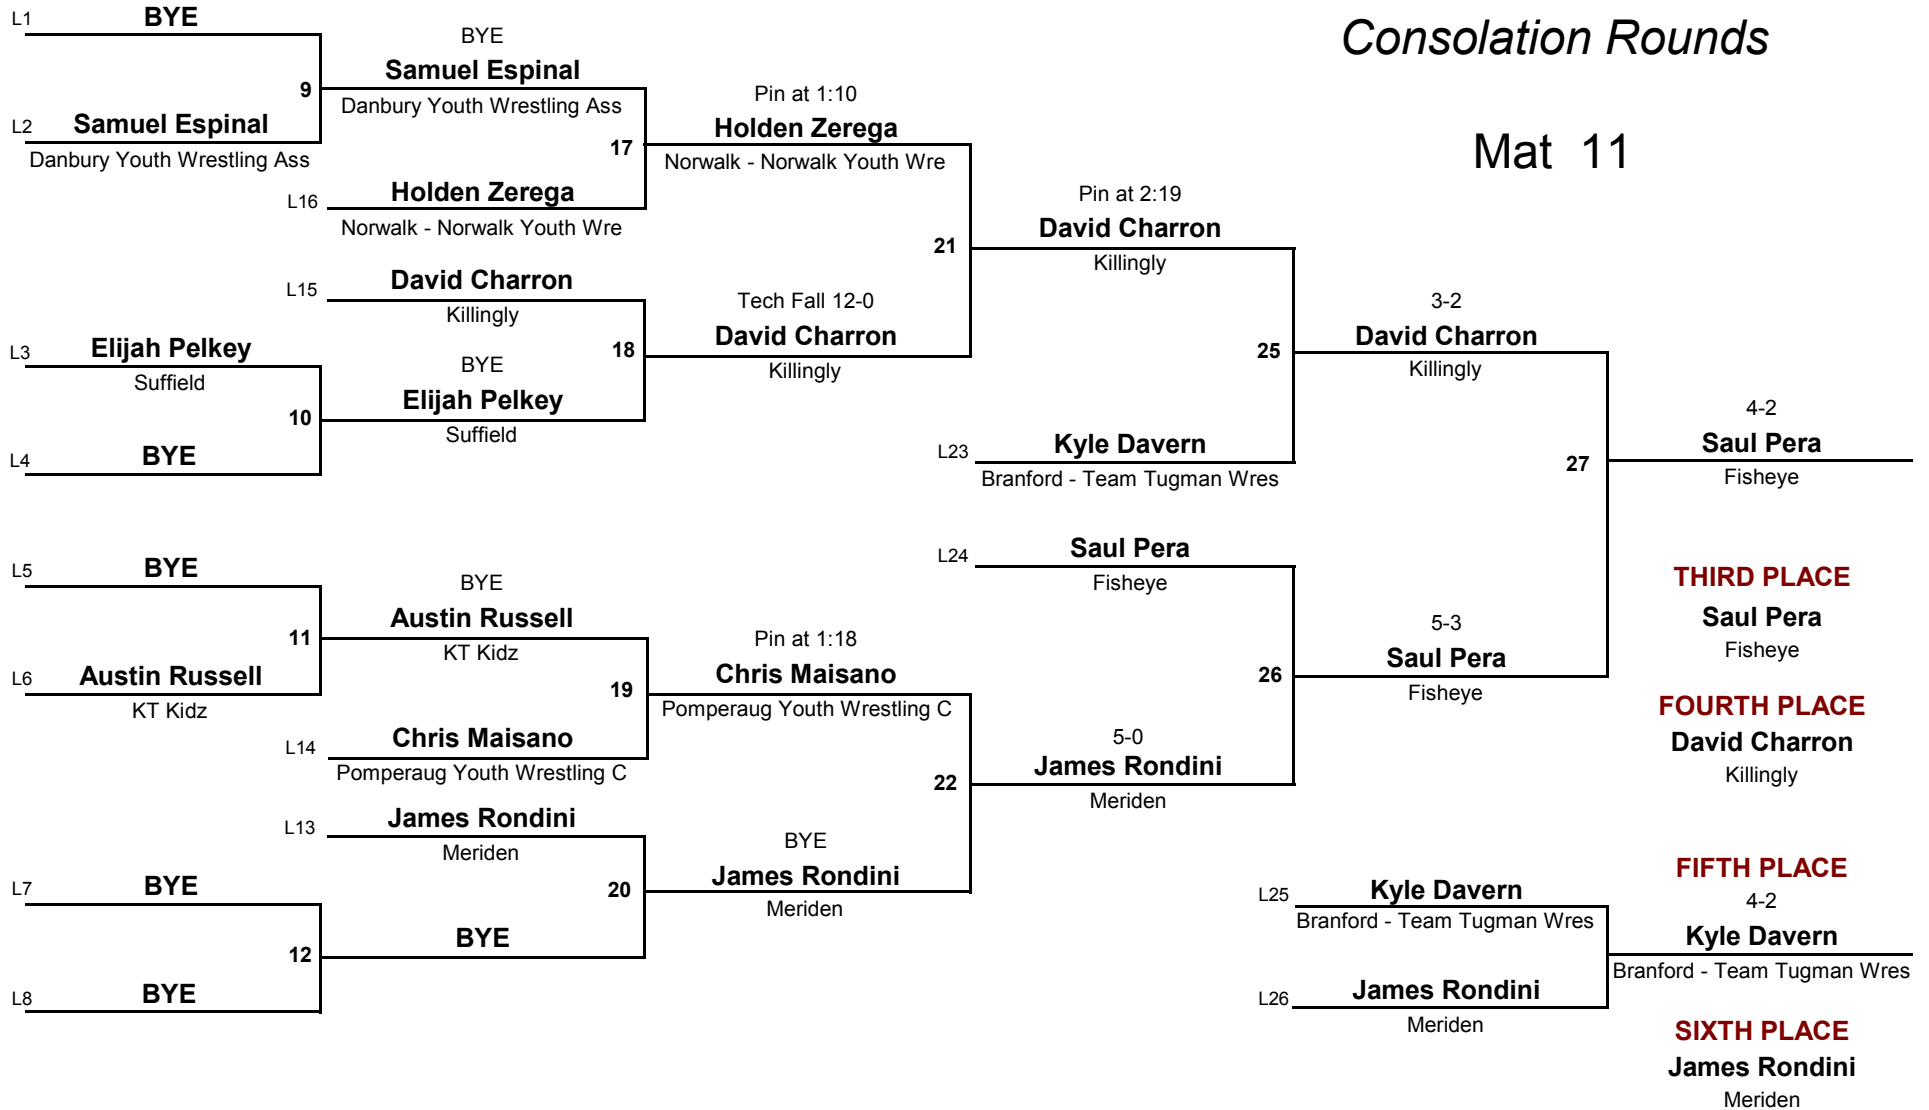 Consolation Rounds
Mat 11
L1 BYE
9
L2 Samuel Espinal
Danbury Youth Wrestling Ass
L3 Elijah Pelkey
Suffield
10
L4 BYE
L5 BYE
11
L6 Austin Russell
KT Kidz
L7 BYE
12
L8 BYE
BYE
Samuel Espinal
Danbury Youth Wrestling Ass
17
L16 Holden Zerega
Norwalk - Norwalk Youth Wre
L15 David Charron
Killingly
18
BYE
Elijah Pelkey
Suffield
BYE
Austin Russell
KT Kidz
19
L14 Chris Maisano
Pomperaug Youth Wrestling C
L13 James Rondini
Meriden
20
BYE
Pin at 1:10
Holden Zerega
Norwalk - Norwalk Youth Wre
21
Tech Fall 12-0
David Charron
Killingly
Pin at 1:18
Chris Maisano
Pomperaug Youth Wrestling C
22
BYE
James Rondini
Meriden
Pin at 2:19
David Charron
Killingly
25
L23 Kyle Davern
Branford - Team Tugman Wres
L24 Saul Pera
Fisheye
26
5-0
James Rondini
Meriden
3-2
David Charron
Killingly
27
5-3
Saul Pera
Fisheye
4-2
Saul Pera
Fisheye
THIRD PLACE
Saul Pera
Fisheye
FOURTH PLACE
David Charron
Killingly
L25 Kyle Davern
Branford - Team Tugman Wres
L26 James Rondini
Meriden
FIFTH PLACE
4-2
Kyle Davern
Branford - Team Tugman Wres
SIXTH PLACE
James Rondini
Meriden